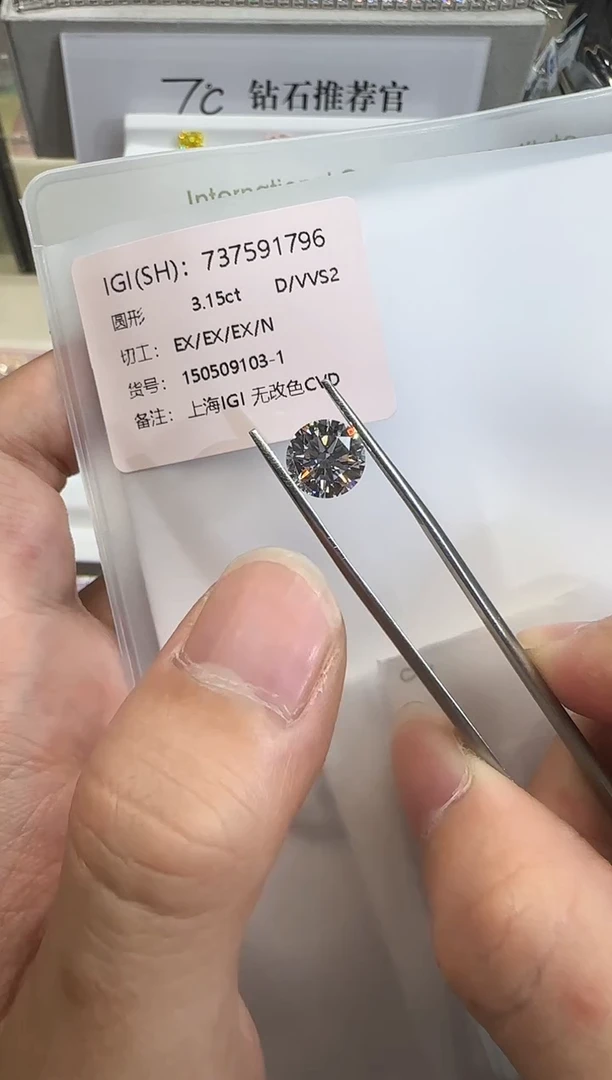 7C 钻石推荐官
International
IGI(SH): 737591796
圆形 3.15ct D/VVS2
切工: EX/EX/EX/N
货号: 150509103-1
备注: 上海IGI 无改色CVD